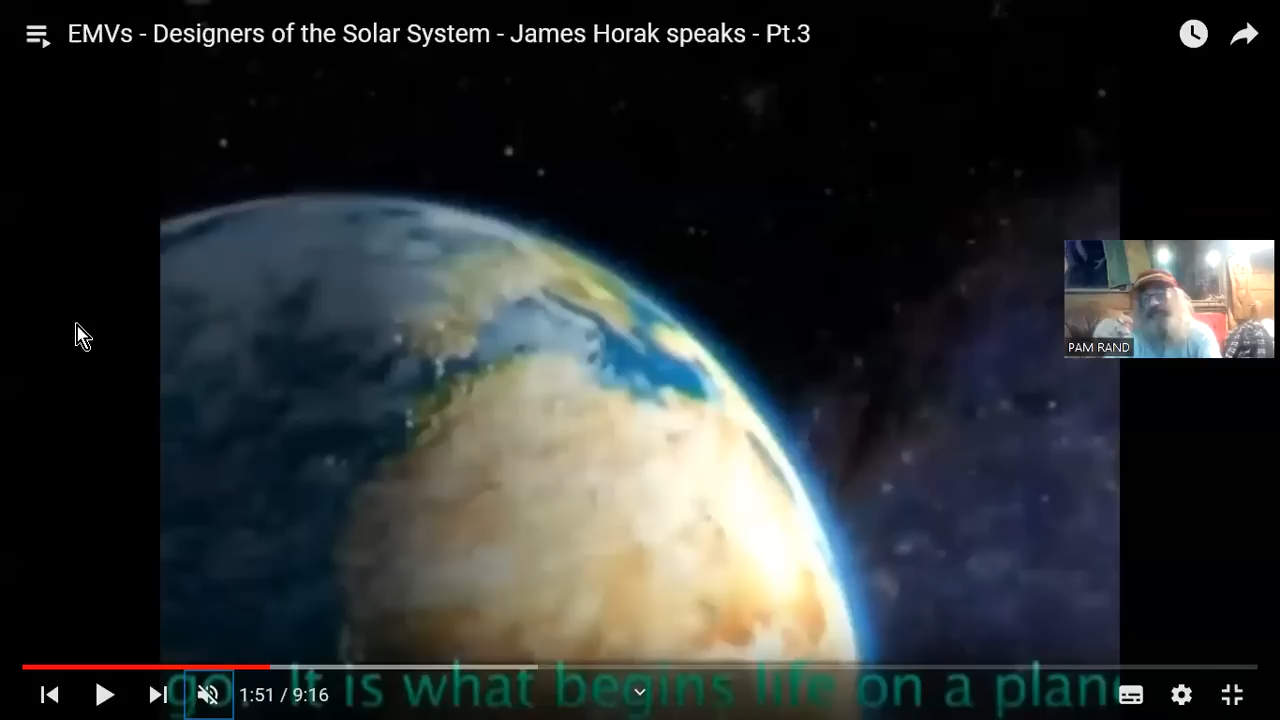 EMVs - Designers of the Solar System - James Horak speaks - Pt.3
PAM RAND
go. It is what begins life on a plane
1:51 / 9:16